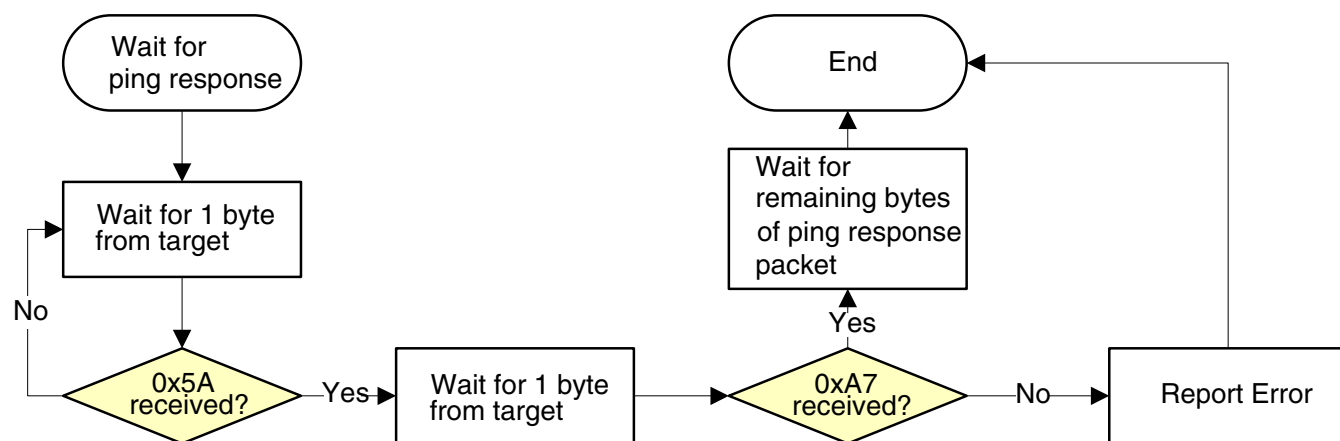 Wait for
ping response
Wait for 1 byte
from target
No
0x5A
received?
Yes
Wait for 1 byte
from target
0xA7
received?
Yes
Wait for
remaining bytes
of ping response
packet
End
No
Report Error